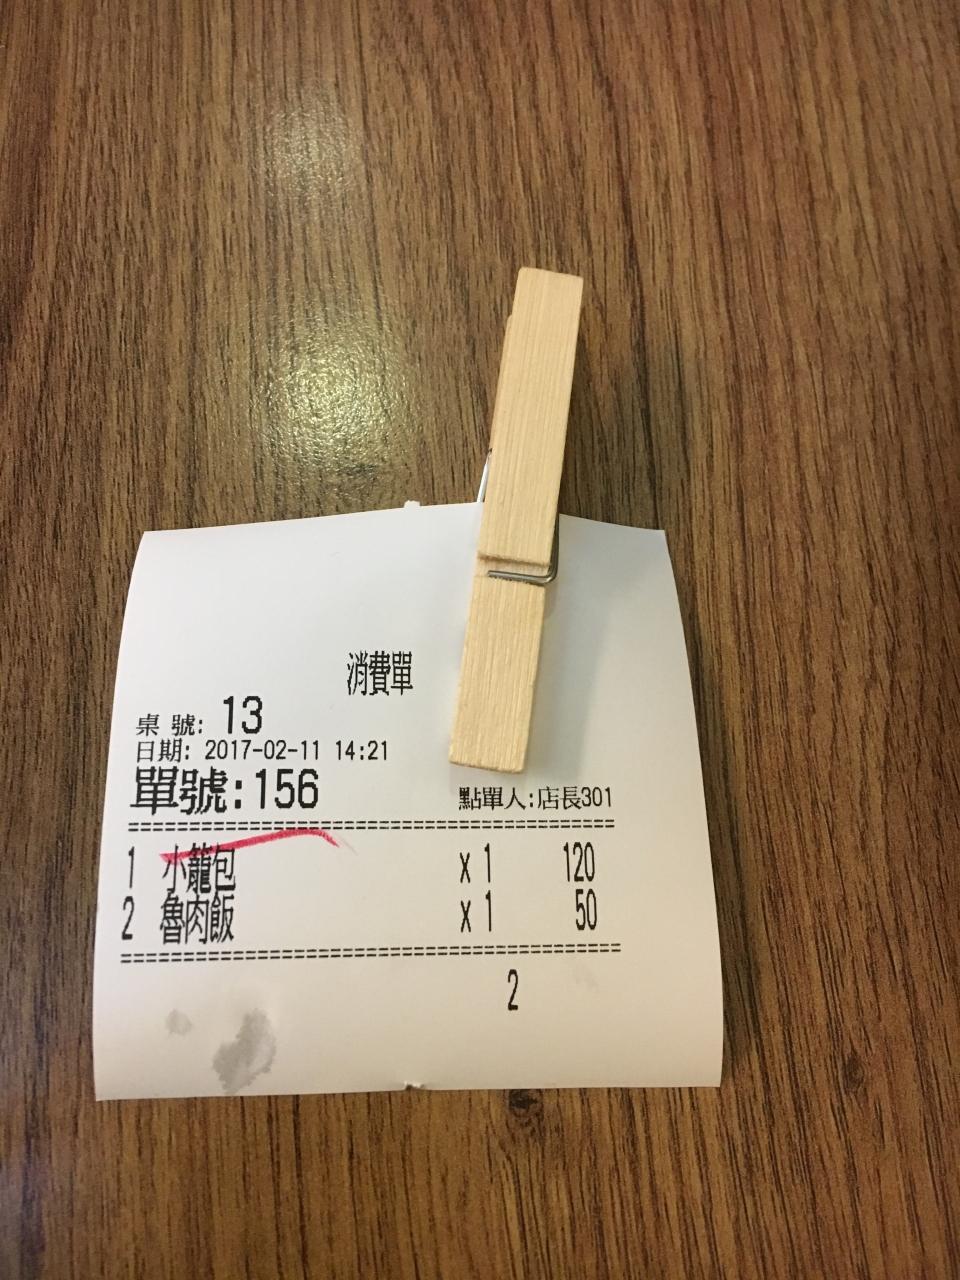 消費單
桌 號: 13
日期: 2017-02-11 14:21
單號:156 點單人:店長301
1 小籠包 x 1 120
2 魯肉飯 x 1 50
2